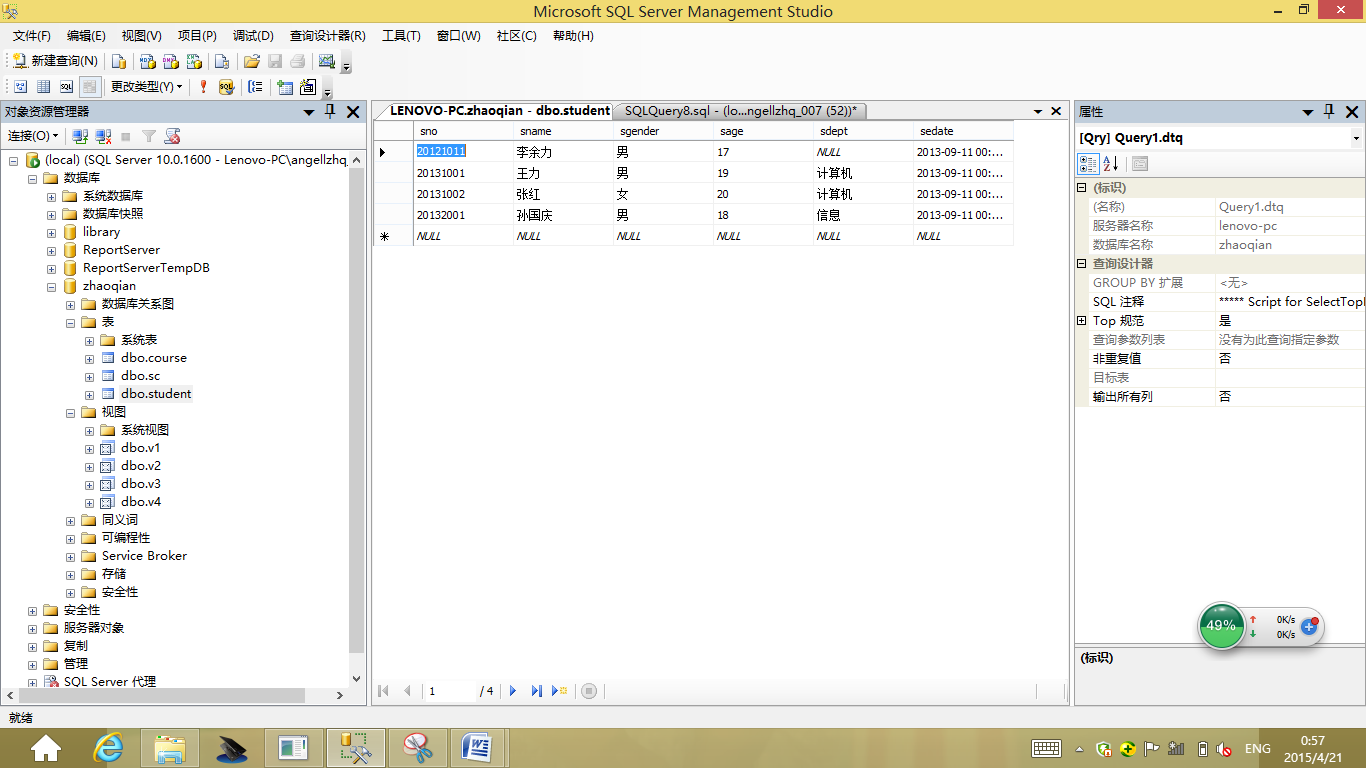 Microsoft SQL Server Management Studio
文件(F) 编辑(E) 视图(V) 项目(P) 调试(D) 查询设计器(R) 工具(T) 窗口(W) 社区(C) 帮助(H)
新建查询(N)
更改类型(Y)
对象资源管理器
连接(O)
(local) (SQL Server 10.0.1600 - Lenovo-PC\angellzhq_
数据库
系统数据库
数据库快照
library
ReportServer
ReportServerTempDB
zhaoqian
数据库关系图
表
系统表
dbo.course
dbo.sc
dbo.student
视图
系统视图
dbo.v1
dbo.v2
dbo.v3
dbo.v4
同义词
可编程性
Service Broker
存储
安全性
安全性
服务器对象
复制
管理
SQL Server 代理
LENOVO-PC.zhaoqian - dbo.student SQLQuery8.sql - (lo...ngellzhq_007 (52))*
sno sname sgender sage sdept sedate
20121011 李余力 男 17 NULL 2013-09-11 00:...
20131001 王力 男 19 计算机 2013-09-11 00:...
20131002 张红 女 20 计算机 2013-09-11 00:...
20132001 孙国庆 男 18 信息 2013-09-11 00:...
NULL NULL NULL NULL NULL NULL
1 / 4
属性
[Qry] Query1.dtq
(标识)
(名称) Query1.dtq
服务器名称 lenovo-pc
数据库名称 zhaoqian
查询设计器
GROUP BY 扩展 <无>
SQL 注释 ***** Script for SelectTop
Top 规范 是
查询参数列表 没有为此查询指定参数
非重复值 否
目标表
输出所有列 否
49% 0K/s
0K/s
(标识)
就绪
ENG
0:57
2015/4/21